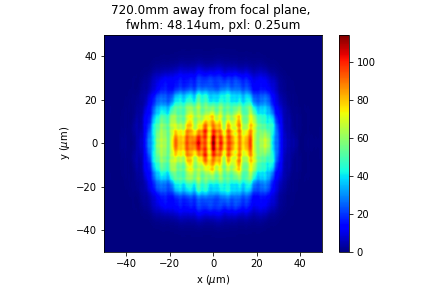 720.0mm away from focal plane,
fwhm: 48.14um, pxl: 0.25um
40
20
0
−20
−40
y (μm)
−40 −20 0 20 40
x (μm)
100
80
60
40
20
0